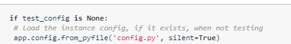 if test_config is None:
# load the instance config, if it exists, when not testing
app.config.from_pyfile('config.py', silent=True)